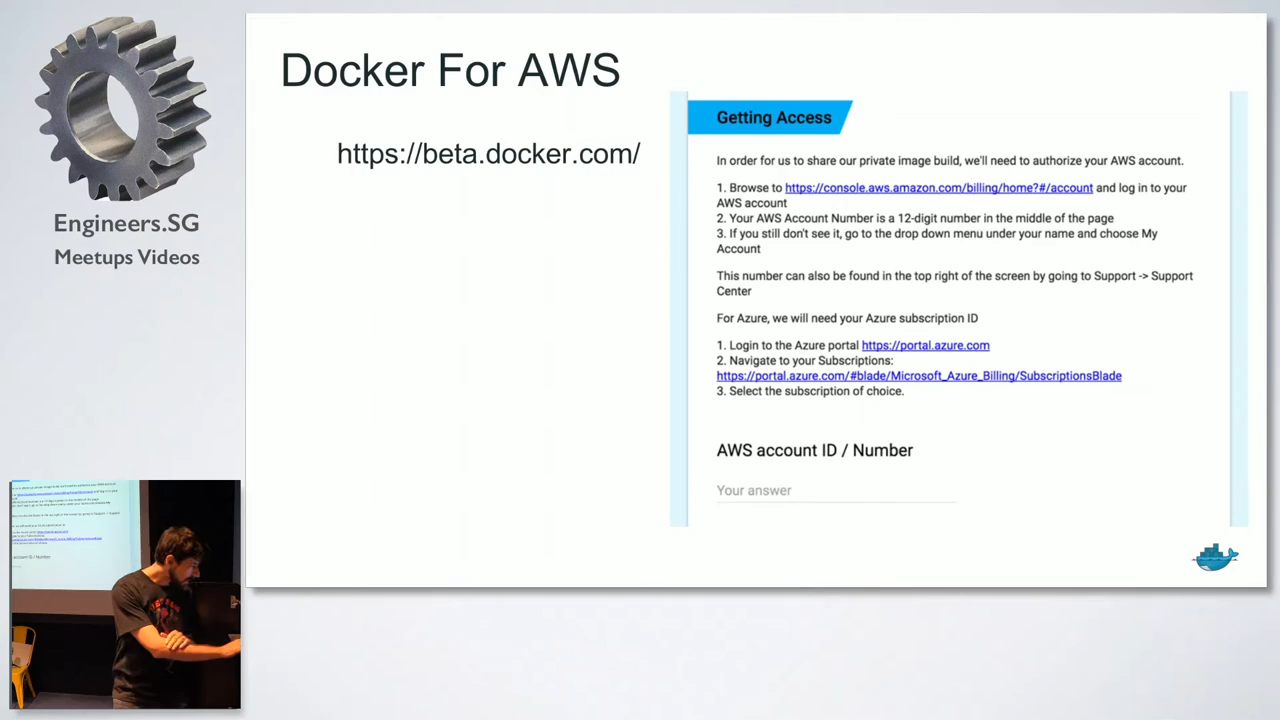 Engineers.SG
Meetups Videos
Docker For AWS
https://beta.docker.com/
Getting Access
In order for us to share our private image build, we'll need to authorize your AWS account.
1. Browse to https://console.aws.amazon.com/billing/home?#/account and log in to your
AWS account
2. Your AWS Account Number is a 12-digit number in the middle of the page
3. If you still don't see it, go to the drop down menu under your name and choose My
Account
This number can also be found in the top right of the screen by going to Support -> Support
Center
For Azure, we will need your Azure subscription ID
1. Login to the Azure portal https://portal.azure.com
2. Navigate to your Subscriptions:
https://portal.azure.com/#blade/Microsoft_Azure_Billing/SubscriptionsBlade
3. Select the subscription of choice.
AWS account ID / Number
Your answer